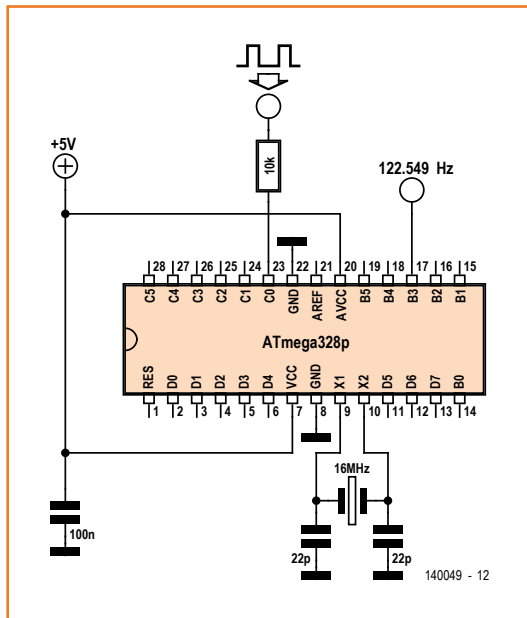 +5V
10k
122.549 Hz
28 27 26 25 24 23 22 21 20 19 18 17 16 15
C5 C4 C3 C2 C1 C0 GND AREF AVCC B5 B4 B3 B2 B1
ATmega328p
RES D0 D1 D2 D3 D4 VCC GND X1 X2 D5 D6 D7 B0
1 2 3 4 5 6 7 8 9 10 11 12 13 14
16MHz
100n
22p 22p
140049 - 12